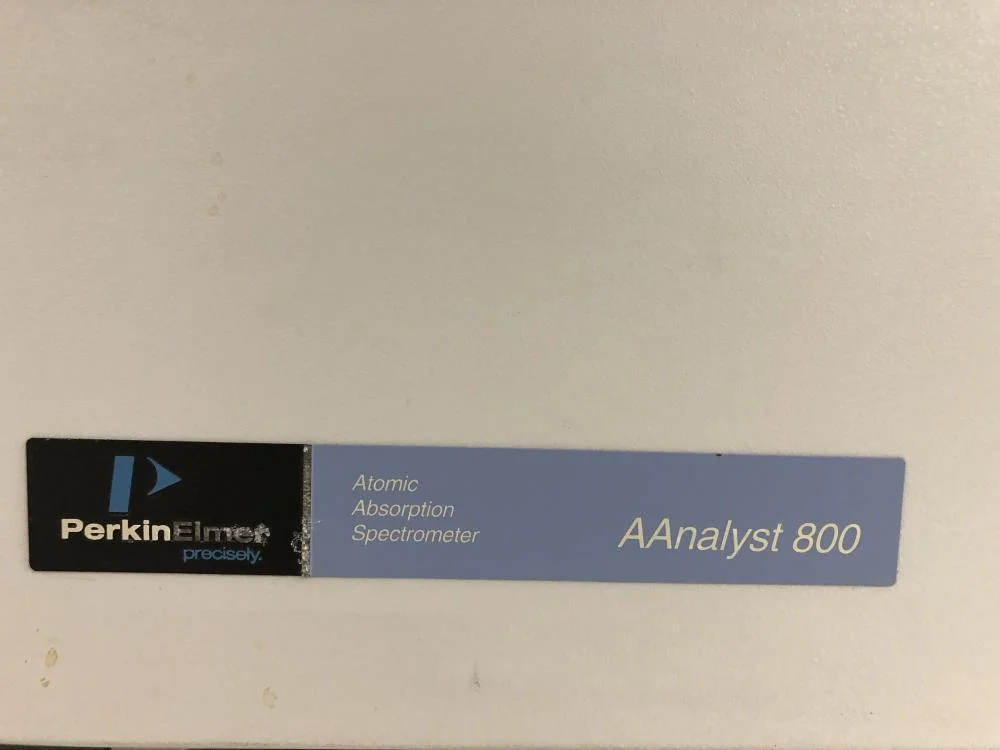 PerkinElmer
precisely.
Atomic
Absorption
Spectrometer
AAnalyst 800